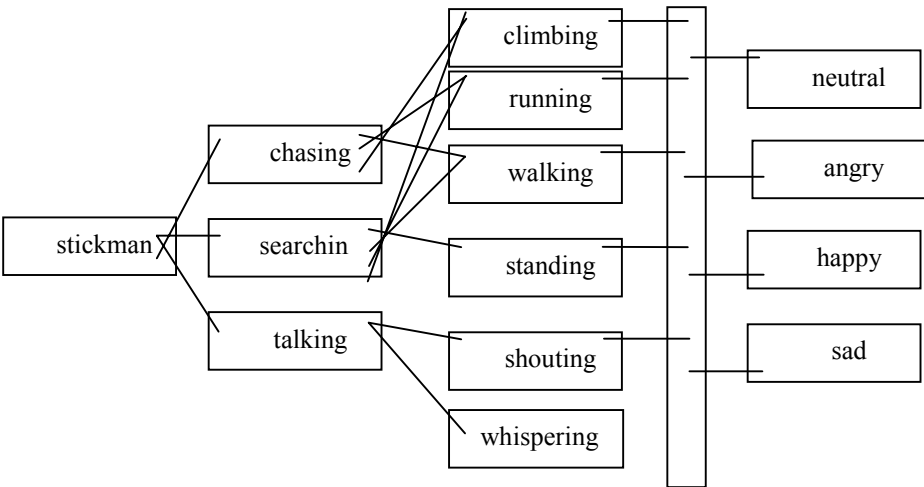 stickman
chasing
searchin
talking
climbing
running
walking
standing
shouting
whispering
neutral
angry
happy
sad